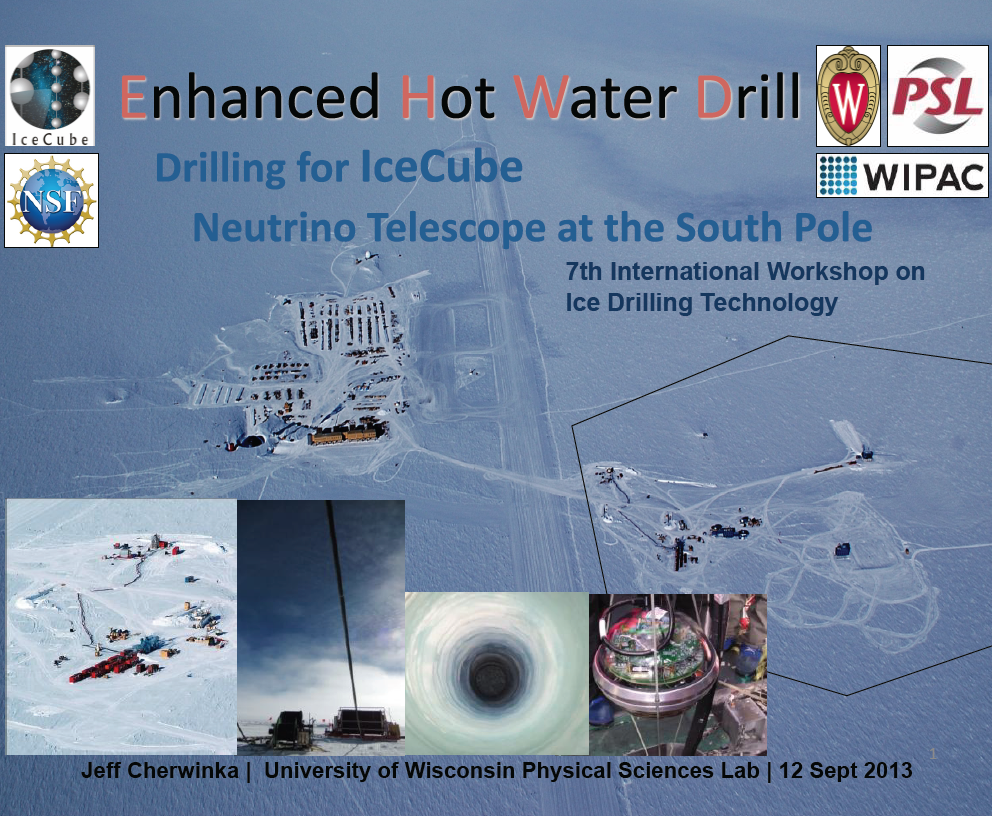 Enhanced Hot Water Drill
Drilling for IceCube
Neutrino Telescope at the South Pole
7th International Workshop on
Ice Drilling Technology
IceCube
NSF
W
PSL
WIPAC
1
Jeff Cherwinka | University of Wisconsin Physical Sciences Lab | 12 Sept 2013